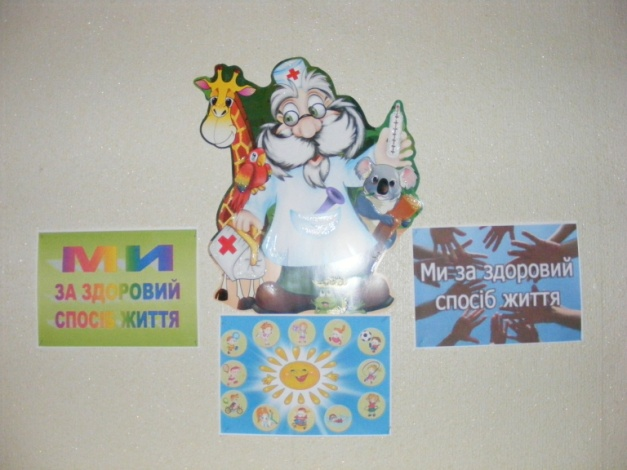 МИ
ЗА ЗДОРОВИЙ
СПОСІБ ЖИТТЯ
Ми за здоровий
спосіб життя